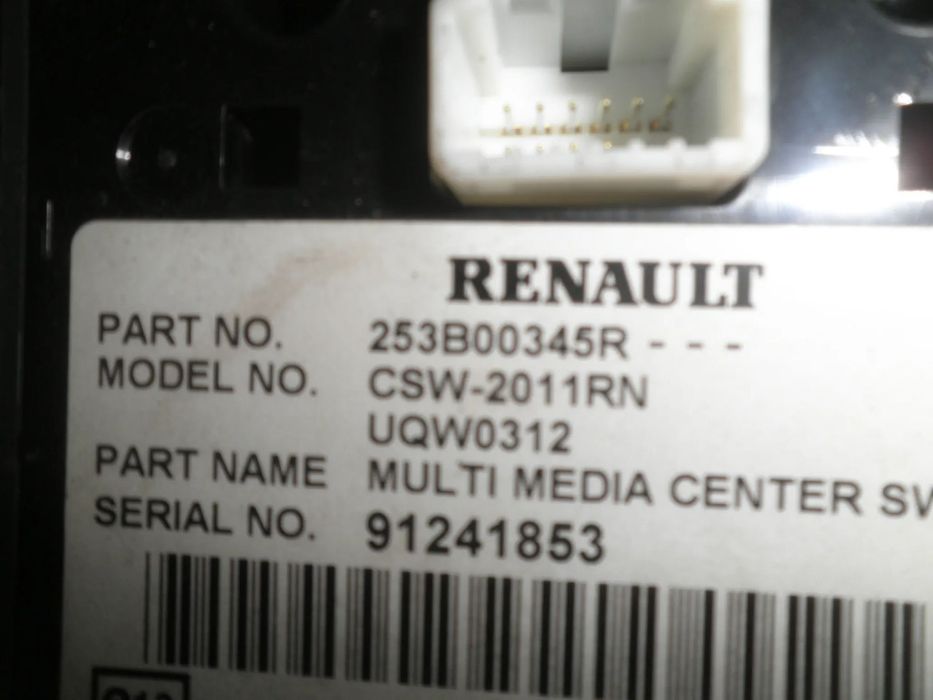 RENAULT
PART NO. 253B00345R - - -
MODEL NO. CSW-2011RN
UQW0312
PART NAME MULTI MEDIA CENTER
SERIAL NO. 91241853